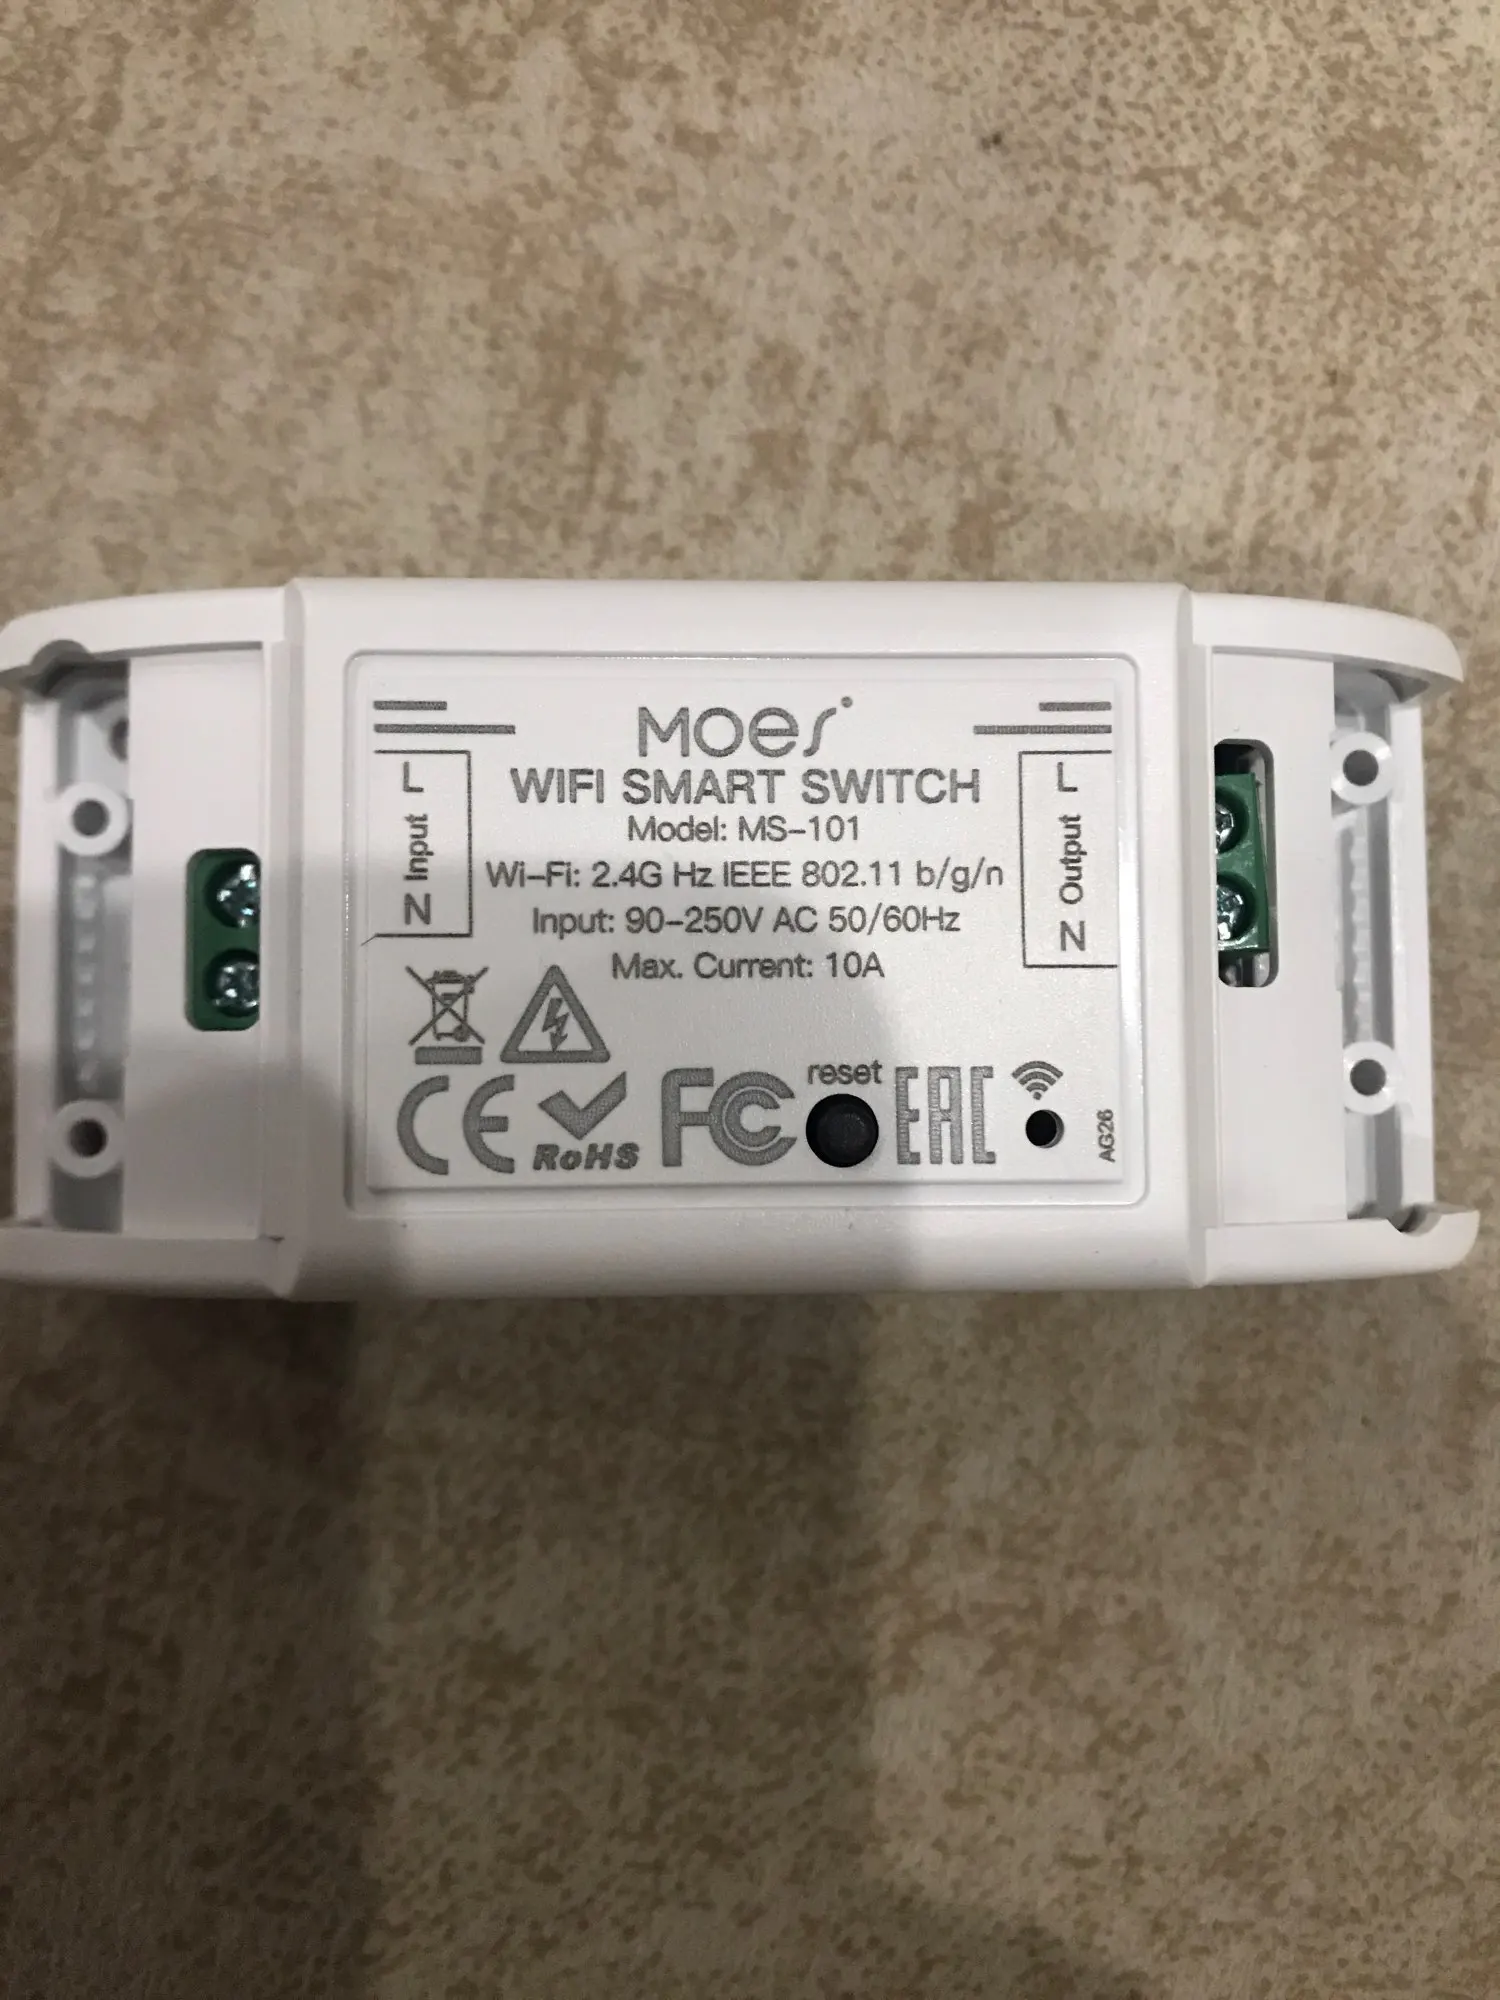 MOES
WIFI SMART SWITCH
Model: MS-101
Wi-Fi: 2.4G Hz IEEE 802.11 b/g/n
Input: 90-250V AC 50/60Hz
Max. Current: 10A
L
Input
N
L
Output
N
CE
RoHS
FC
reset
EAC
AG26